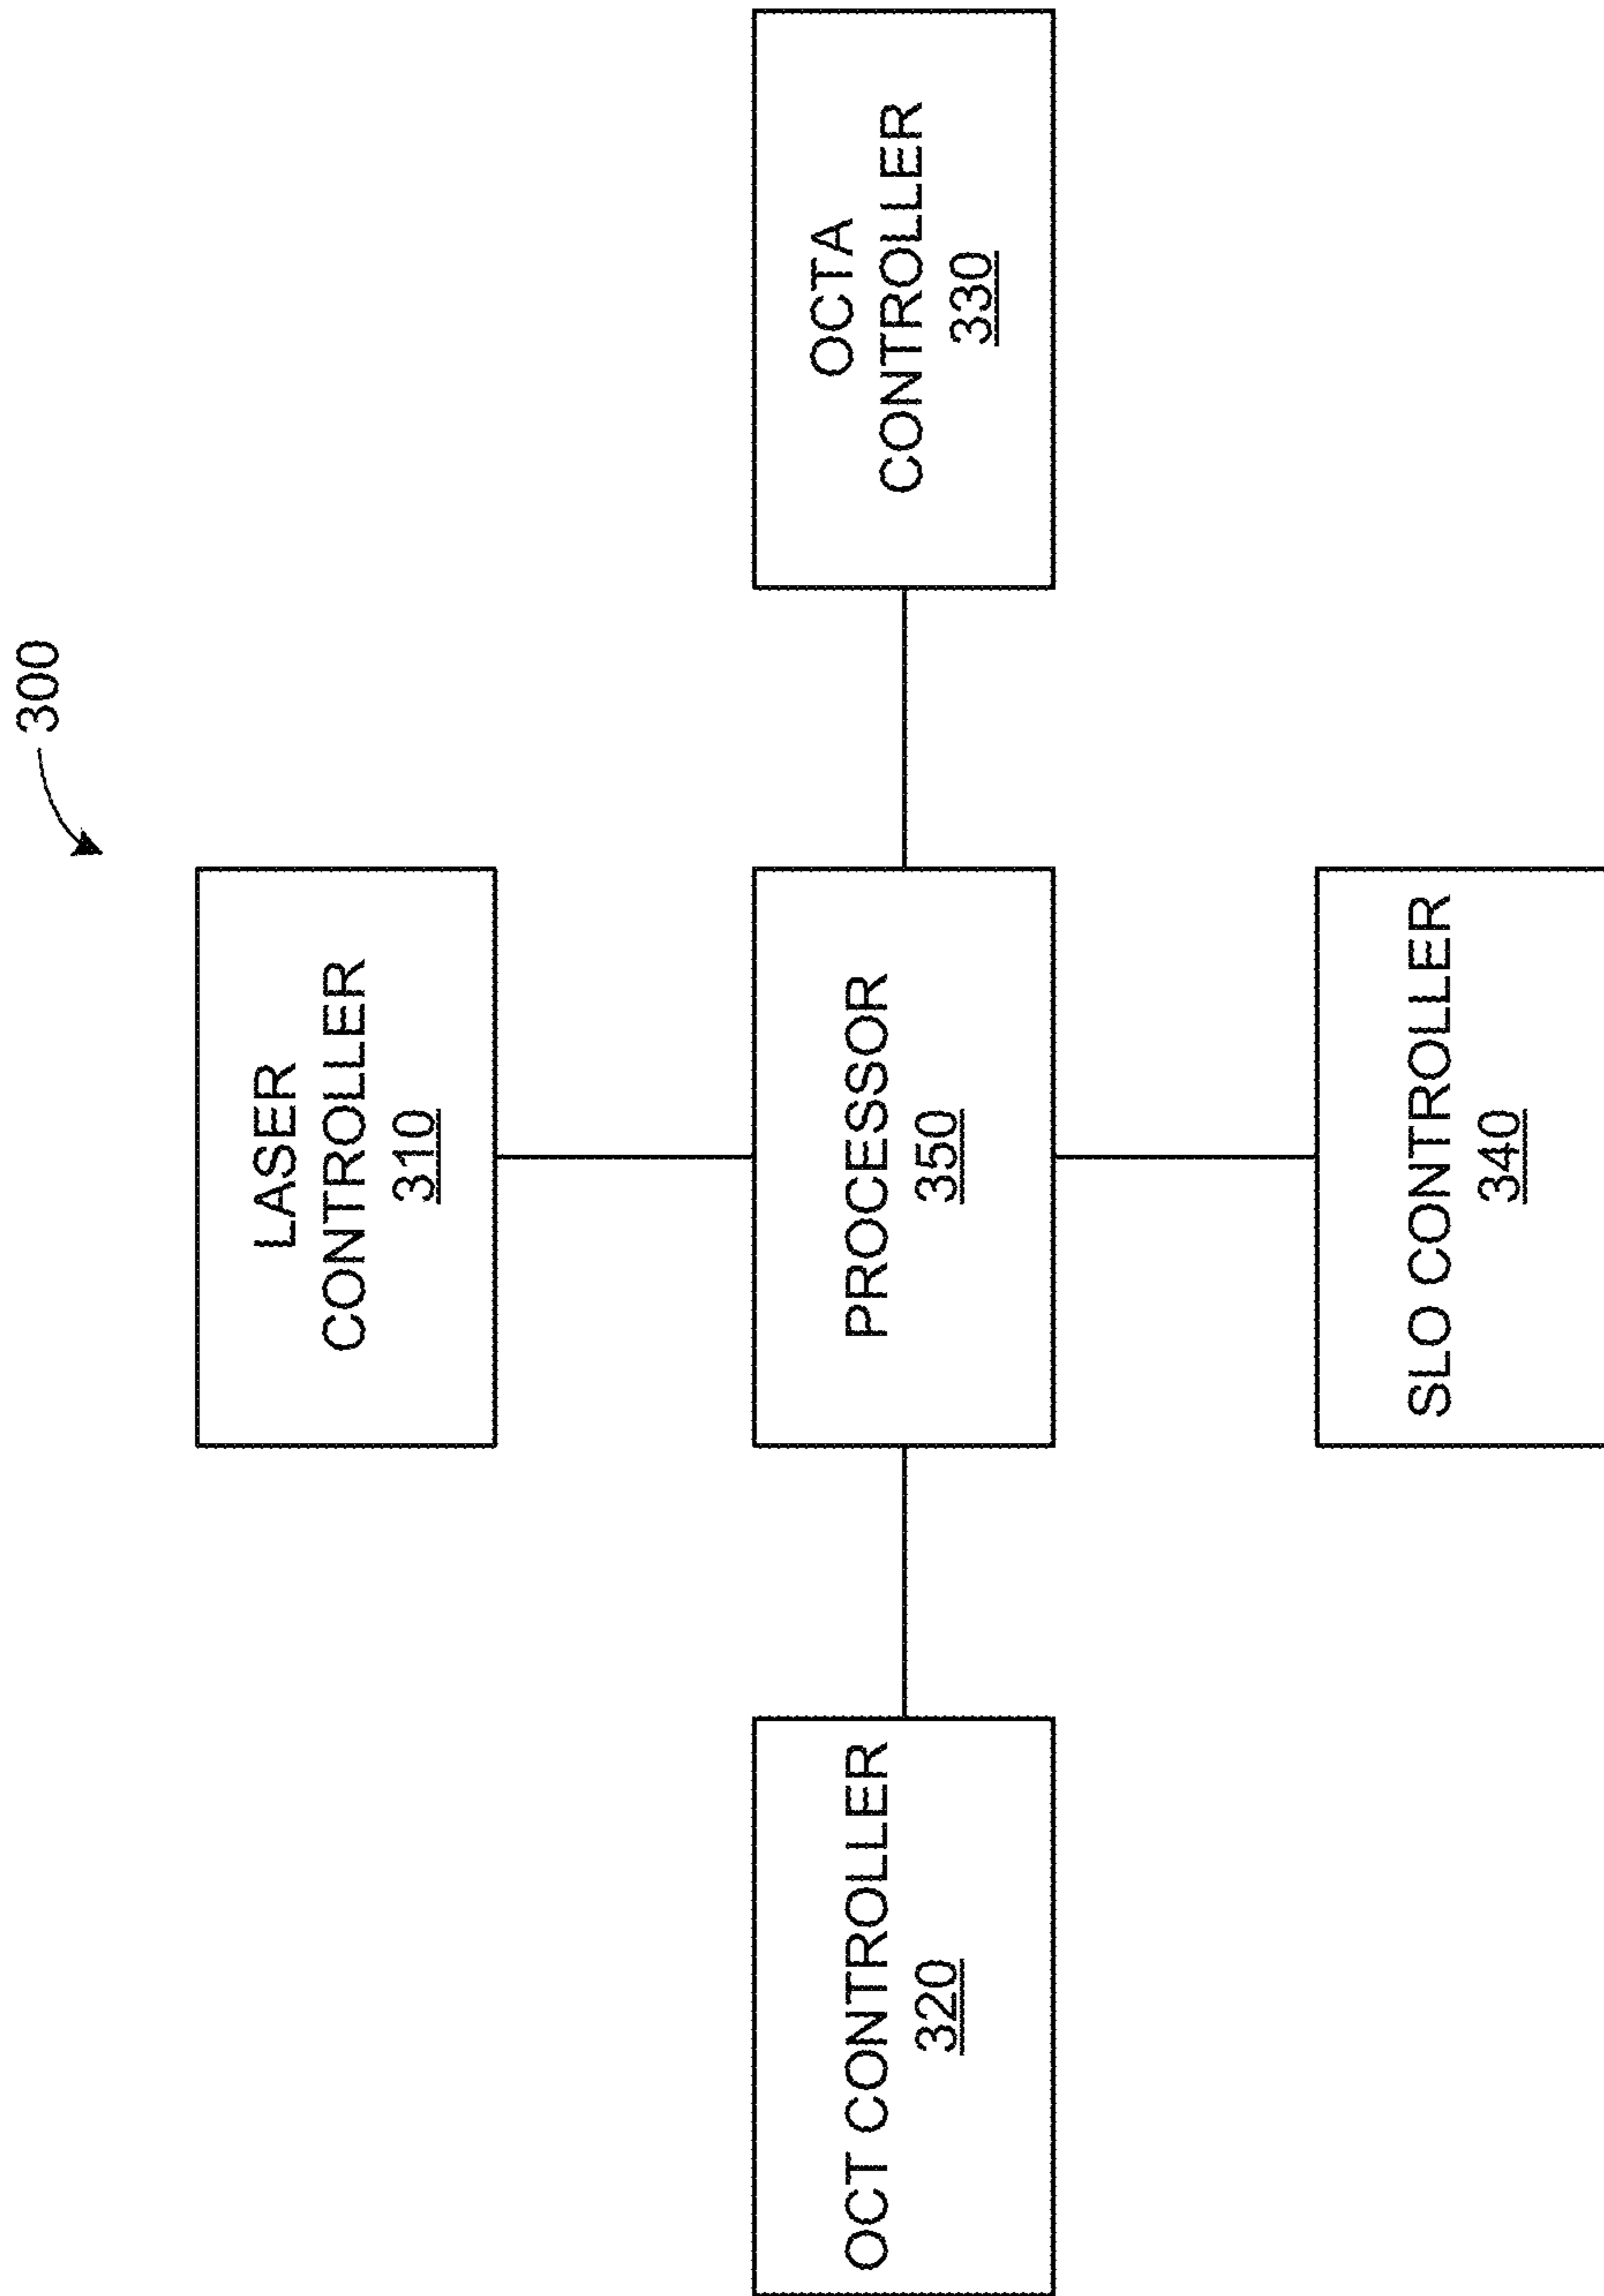 300
LASER
CONTROLLER
310
OCT CONTROLLER
320
PROCESSOR
350
OCTA
CONTROLLER
330
SLO CONTROLLER
340